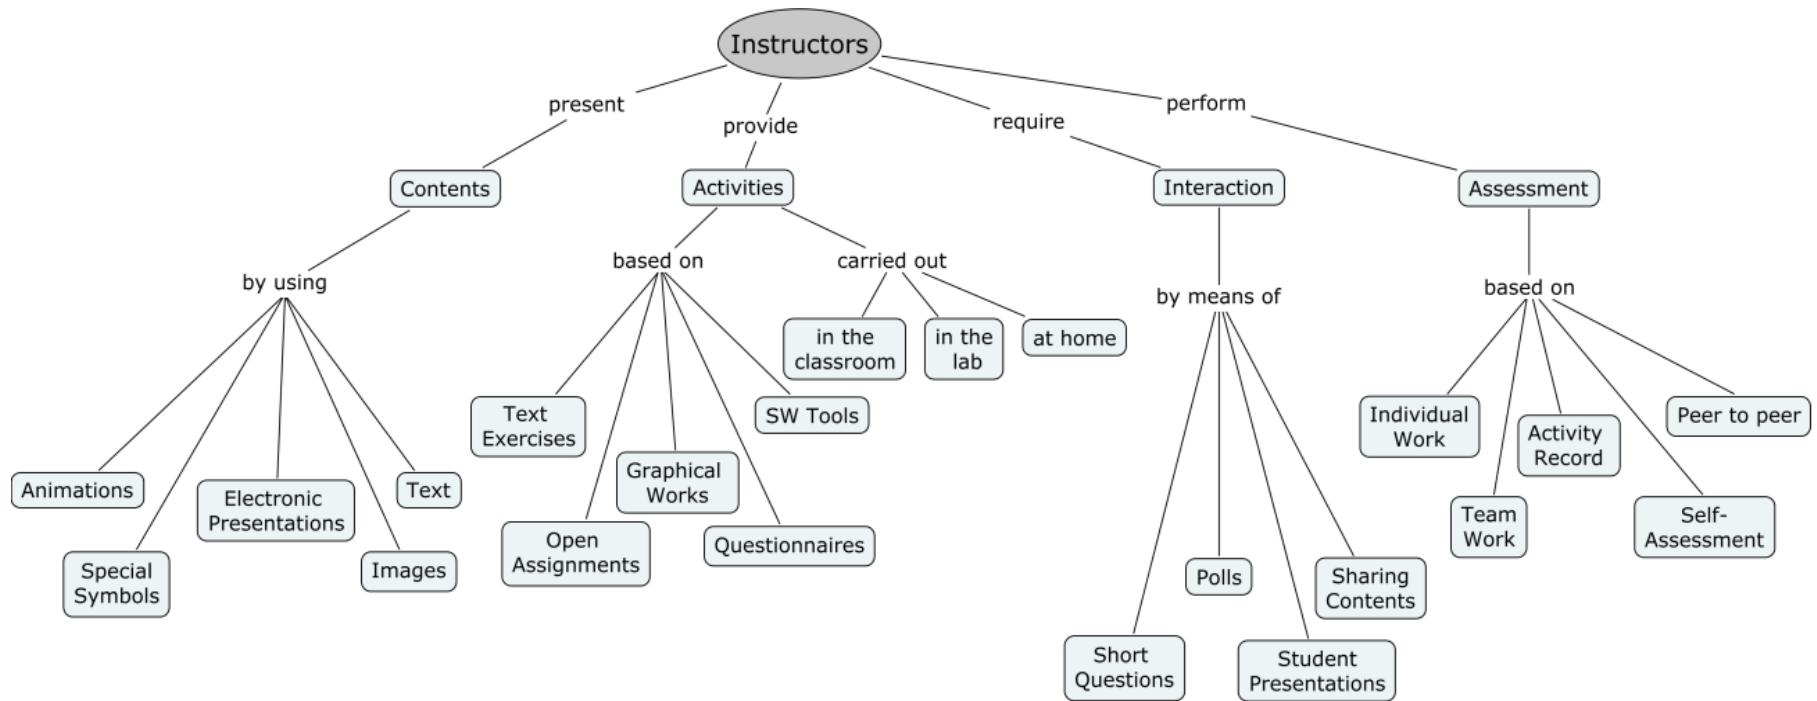 Instructors
present
provide
require
perform
Contents
Activities
Interaction
Assessment
by using
based on
carried out
by means of
based on
in the
classroom
in the
lab
at home
Animations
Special
Symbols
Electronic
Presentations
Images
Text
Text
Exercises
Open
Assignments
Graphical
Works
Questionnaires
SW Tools
Short
Questions
Polls
Student
Presentations
Sharing
Contents
Individual
Work
Team
Work
Activity
Record
Self-
Assessment
Peer to peer